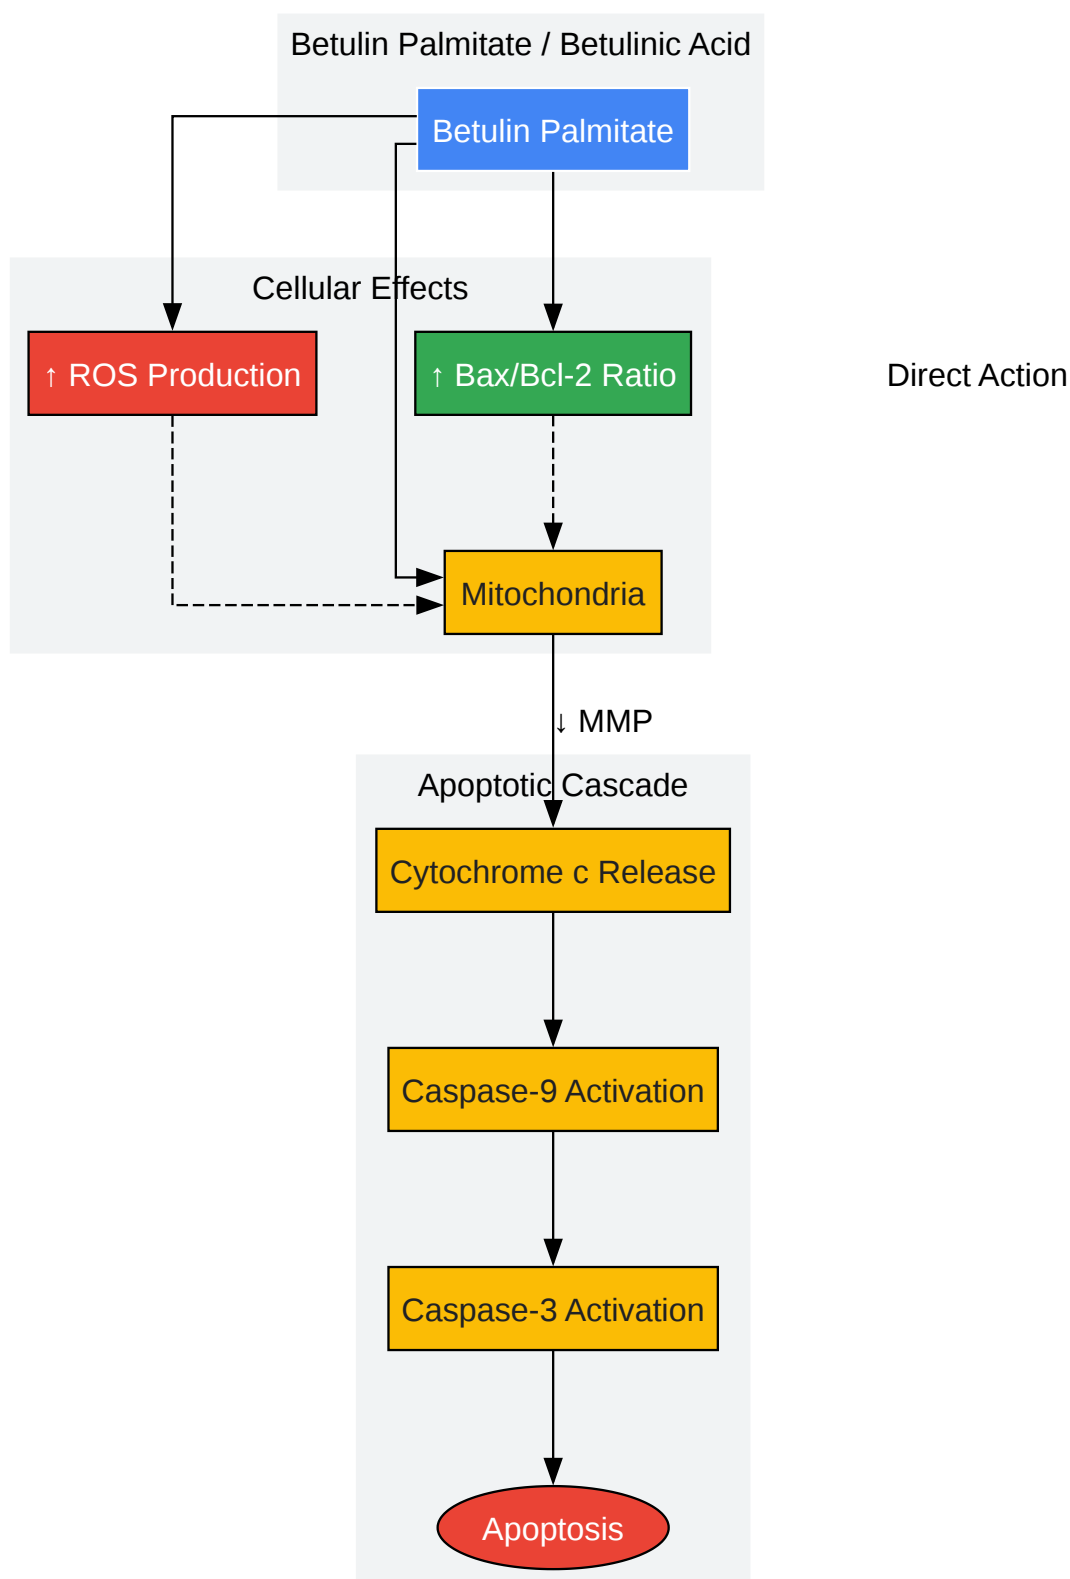 Betulin Palmitate / Betulinic Acid
Betulin Palmitate
Cellular Effects
↑ ROS Production
↑ Bax/Bcl-2 Ratio
Direct Action
Mitochondria
↓ MMP
Apoptotic Cascade
Cytochrome c Release
Caspase-9 Activation
Caspase-3 Activation
Apoptosis